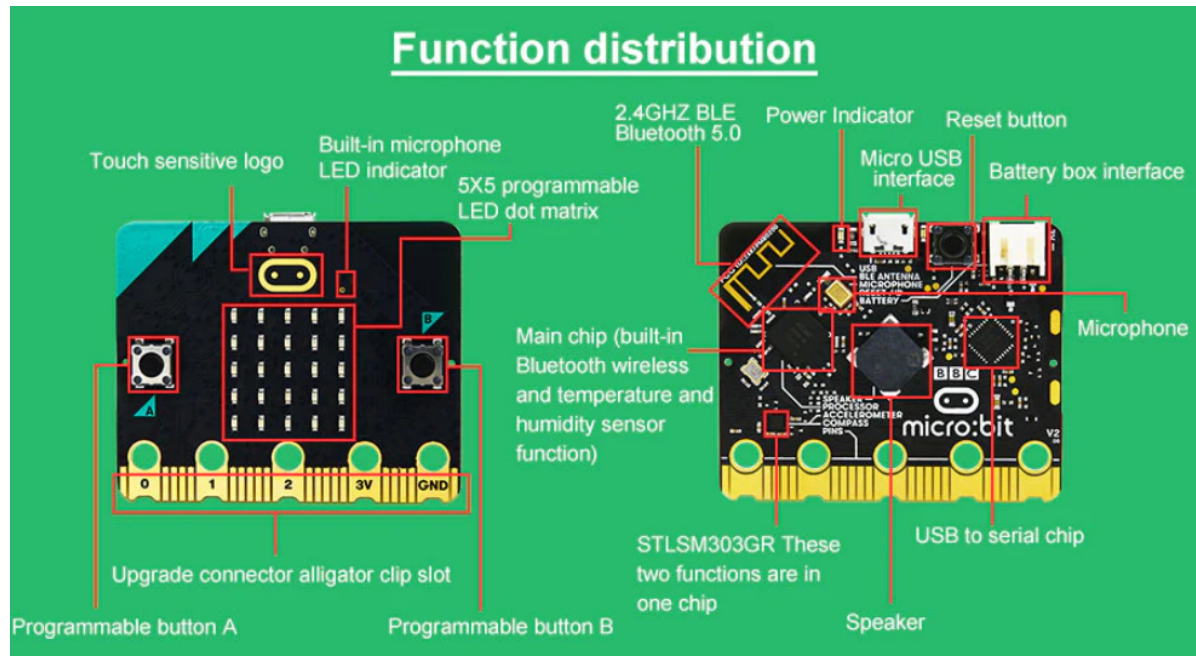 Function distribution
Touch sensitive logo
Built-in microphone
LED indicator
5X5 programmable
LED dot matrix
B
A
0
1
2
3V
GND
Upgrade connector alligator clip slot
Programmable button A
Programmable button B
2.4GHZ BLE
Bluetooth 5.0
Power Indicator
Reset button
Micro USB
interface
Battery box interface
USB
BLE ANTENNA
MICROPHONE
BATTERY
Microphone
Main chip (built-in
Bluetooth wireless
and temperature and
humidity sensor
function)
BBC
micro:bit
SPEAKER
PROCESSOR
ACCELEROMETER
COMPASS
PINS
V2
STLSM303GR These
two functions are in
one chip
USB to serial chip
Speaker